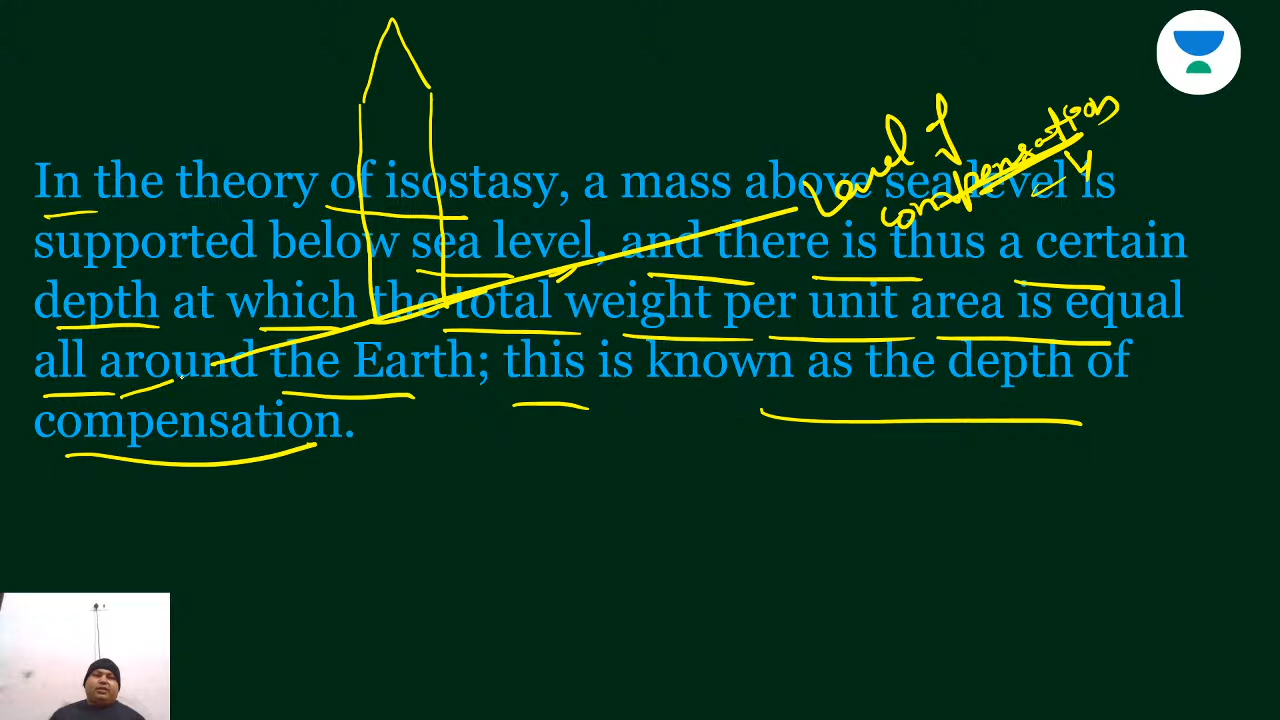 Level of
compensation
In the theory of isostasy, a mass above sea level is
supported below sea level, and there is thus a certain
depth at which the total weight per unit area is equal
all around the Earth; this is known as the depth of
compensation.